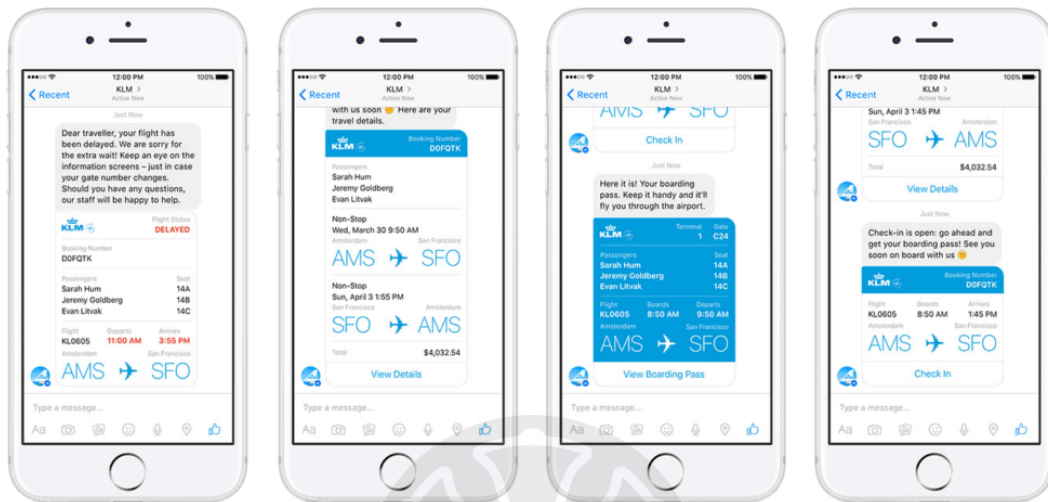 12:00 PM
100%
Recent
KLM >
Active Now
Just Now
Dear traveller, your flight has
been delayed. We are sorry for
the extra wait! Keep an eye on the
information screens – just in case
your gate number changes.
Should you have any questions,
our staff will be happy to help.
KLM
Flight Status
DELAYED
Booking Number
D0FQTK
Passengers Seat
Sarah Hum 14A
Jeremy Goldberg 14B
Evan Litvak 14C
Flight Departs Arrives
KL0605 11:00 AM 3:55 PM
Amsterdam San Francisco
AMS SFO
Type a message...
Aa
12:00 PM
100%
Recent
KLM >
Active Now
with us soon Here are your
travel details.
KLM
Booking Number
D0FQTK
Passengers
Sarah Hum
Jeremy Goldberg
Evan Litvak
Non-Stop
Wed, March 30 9:50 AM
Amsterdam San Francisco
AMS SFO
Non-Stop
Sun, April 3 1:55 PM
San Francisco Amsterdam
SFO AMS
Total $4,032.54
View Details
Type a message...
Aa
12:00 PM
100%
Recent
KLM >
Active Now
AMS SFO
Check In
Just Now
Here it is! Your boarding
pass. Keep it handy and it'll
fly you through the airport.
KLM
Terminal Gate
1 C24
Passengers Seat
Sarah Hum 14A
Jeremy Goldberg 14B
Evan Litvak 14C
Flight Boards Departs
KL0605 8:50 AM 9:50 AM
Amsterdam San Francisco
AMS SFO
View Boarding Pass
Type a message...
Aa
12:00 PM
100%
Recent
KLM >
Active Now
Sun, April 3 1:45 PM
San Francisco Amsterdam
SFO AMS
Total $4,032.54
View Details
Just Now
Check-in is open: go ahead and
get your boarding pass! See you
soon on board with us
KLM
Booking Number
D0FQTK
Flight Boards Arrives
KL0605 8:50 AM 1:45 PM
Amsterdam San Francisco
AMS SFO
Check In
Type a message...
Aa